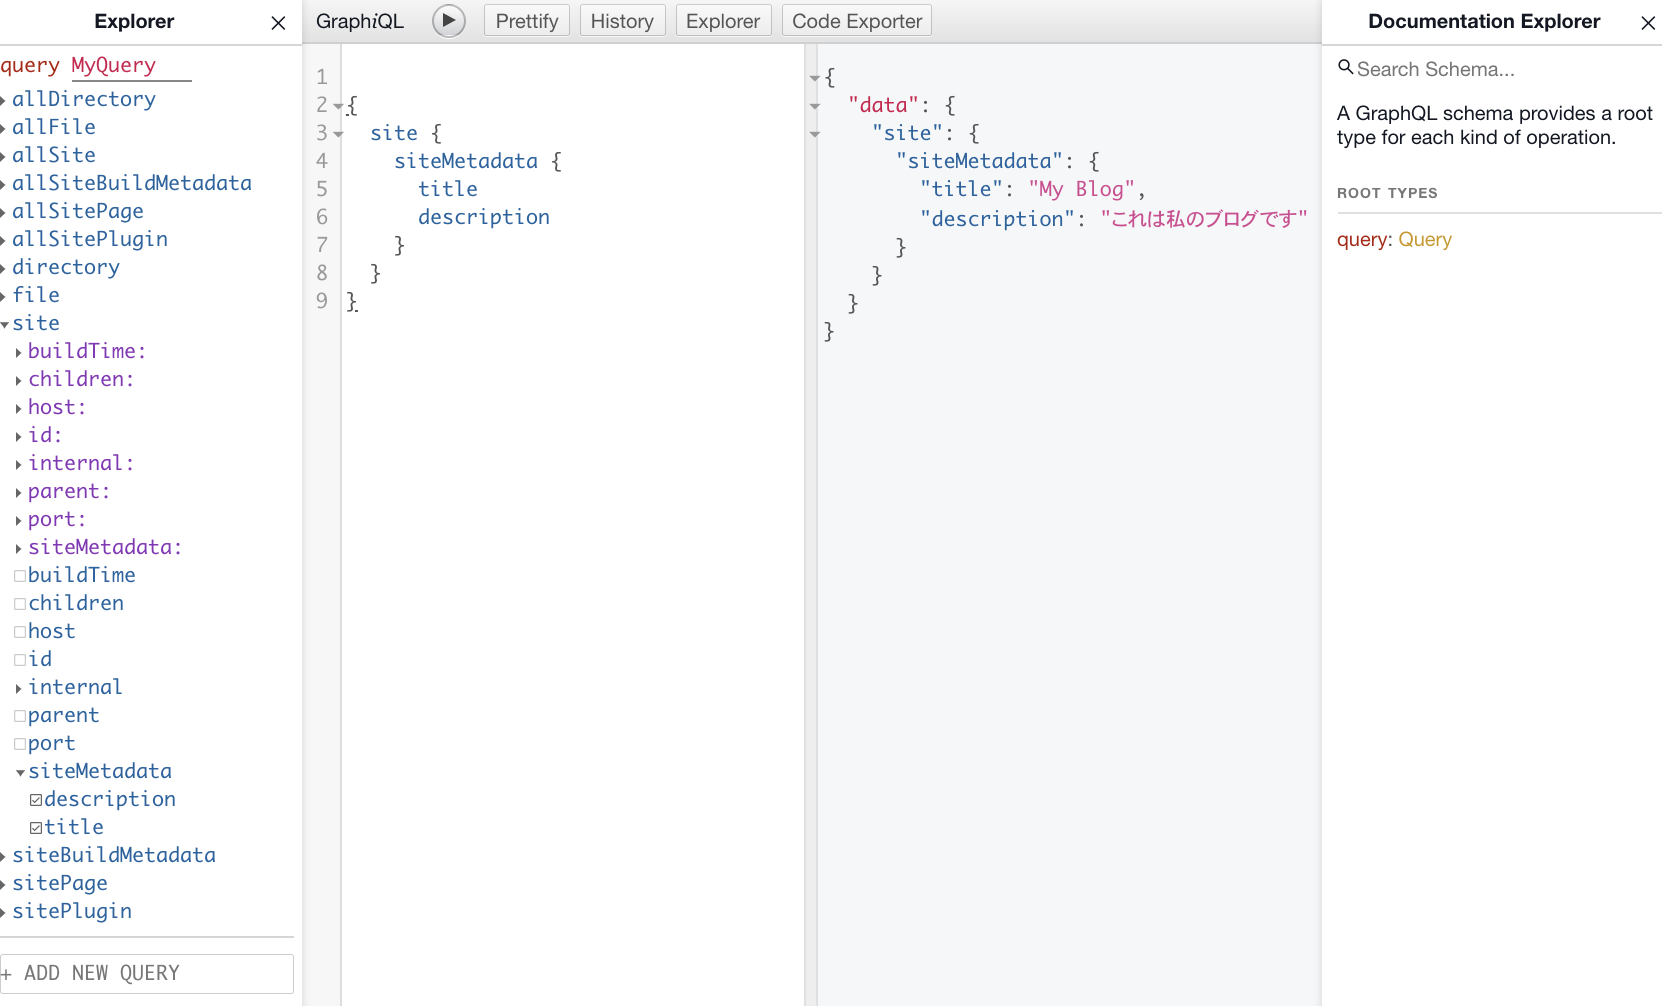 Explorer
query MyQuery
allDirectory
allFile
allSite
allSiteBuildMetadata
allSitePage
allSitePlugin
directory
file
site
buildTime:
children:
host:
id:
internal:
parent:
port:
siteMetadata:
buildTime
children
host
id
internal
parent
port
siteMetadata
description
title
siteBuildMetadata
sitePage
sitePlugin
+ ADD NEW QUERY
GraphiQL Prettify History Explorer Code Exporter
1
2 {
3 site {
4 siteMetadata {
5 title
6 description
7 }
8 }
9 }
{
"data": {
"site": {
"siteMetadata": {
"title": "My Blog",
"description": "これは私のブログです"
}
}
}
}
Documentation Explorer
Search Schema...
A GraphQL schema provides a root
type for each kind of operation.
ROOT TYPES
query: Query